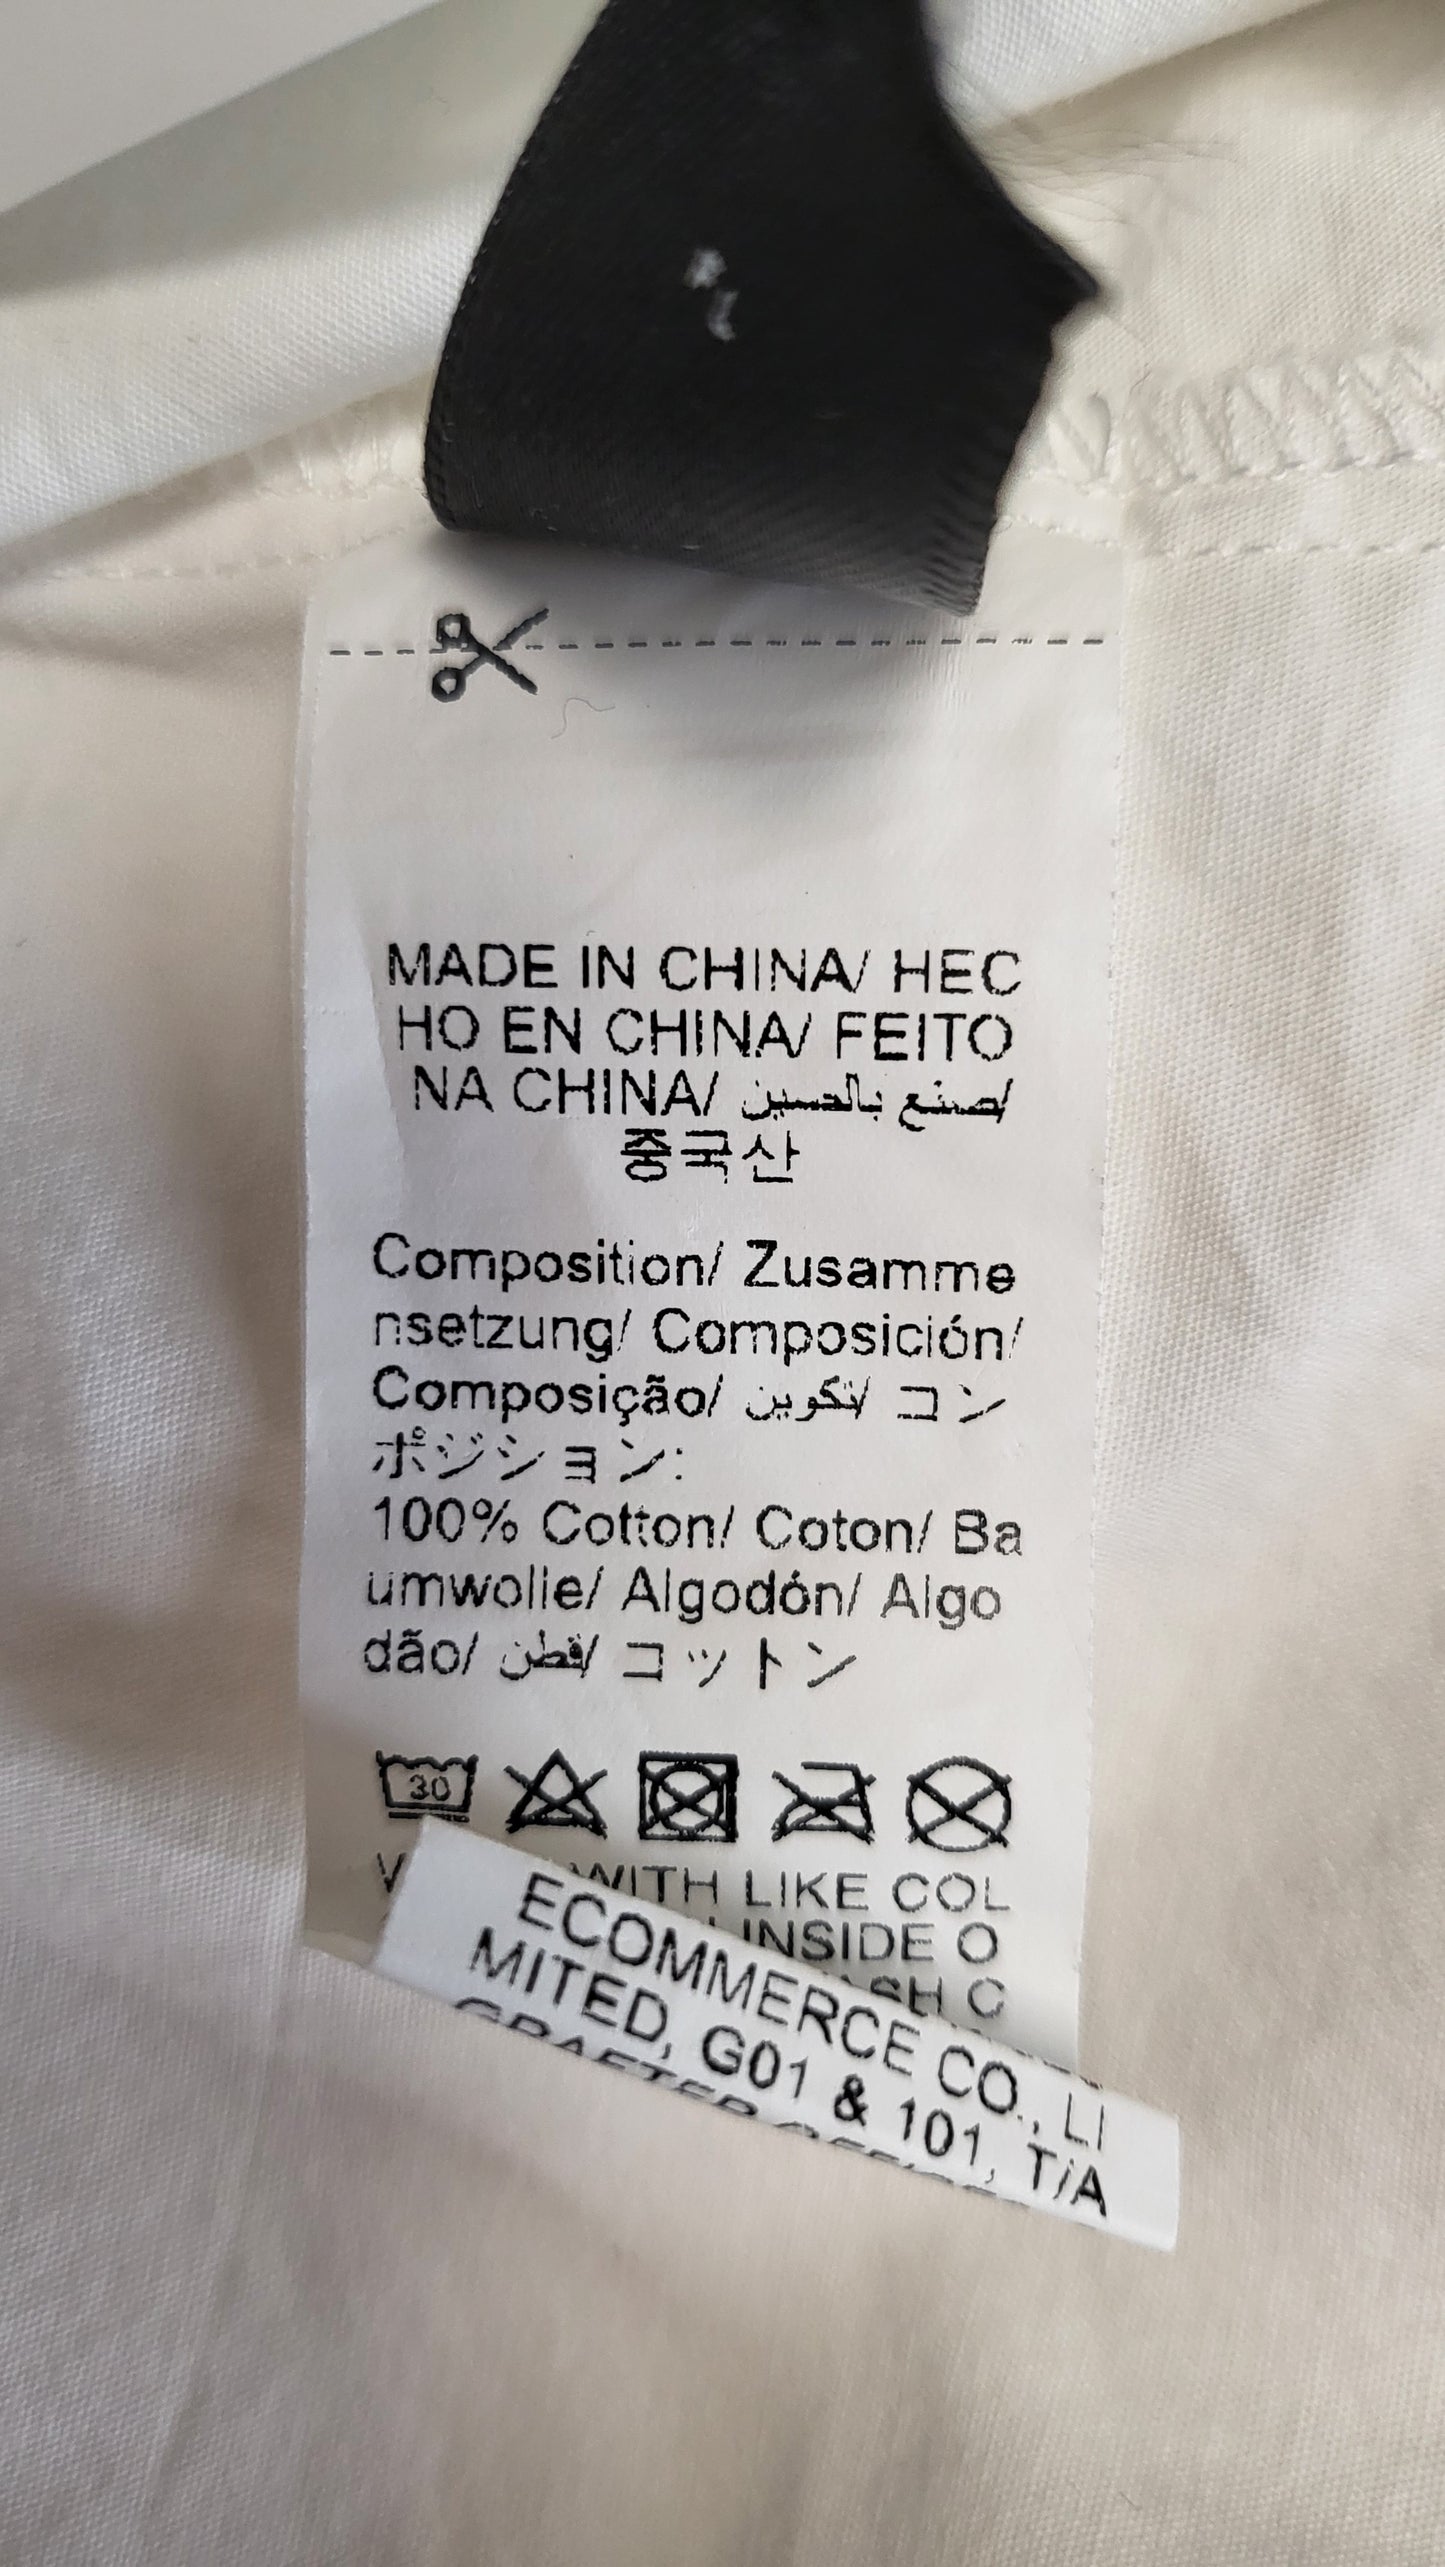 MADE IN CHINA/ HEC
HO EN CHINA/ FEITO
NA CHINA/ صنع بالصين/
중국산
Composition/ Zusamme
nsetzung/ Composición/
Composição/ تكوين/ コン
ポジション:
100% Cotton/ Coton/ Ba
umwolle/ Algodón/ Algo
dão/ قطن/ コットン
30
WITH LIKE COL
INSIDE O
C
ECOMMERCE CO., LI
MITED, G01 & 101, T/A